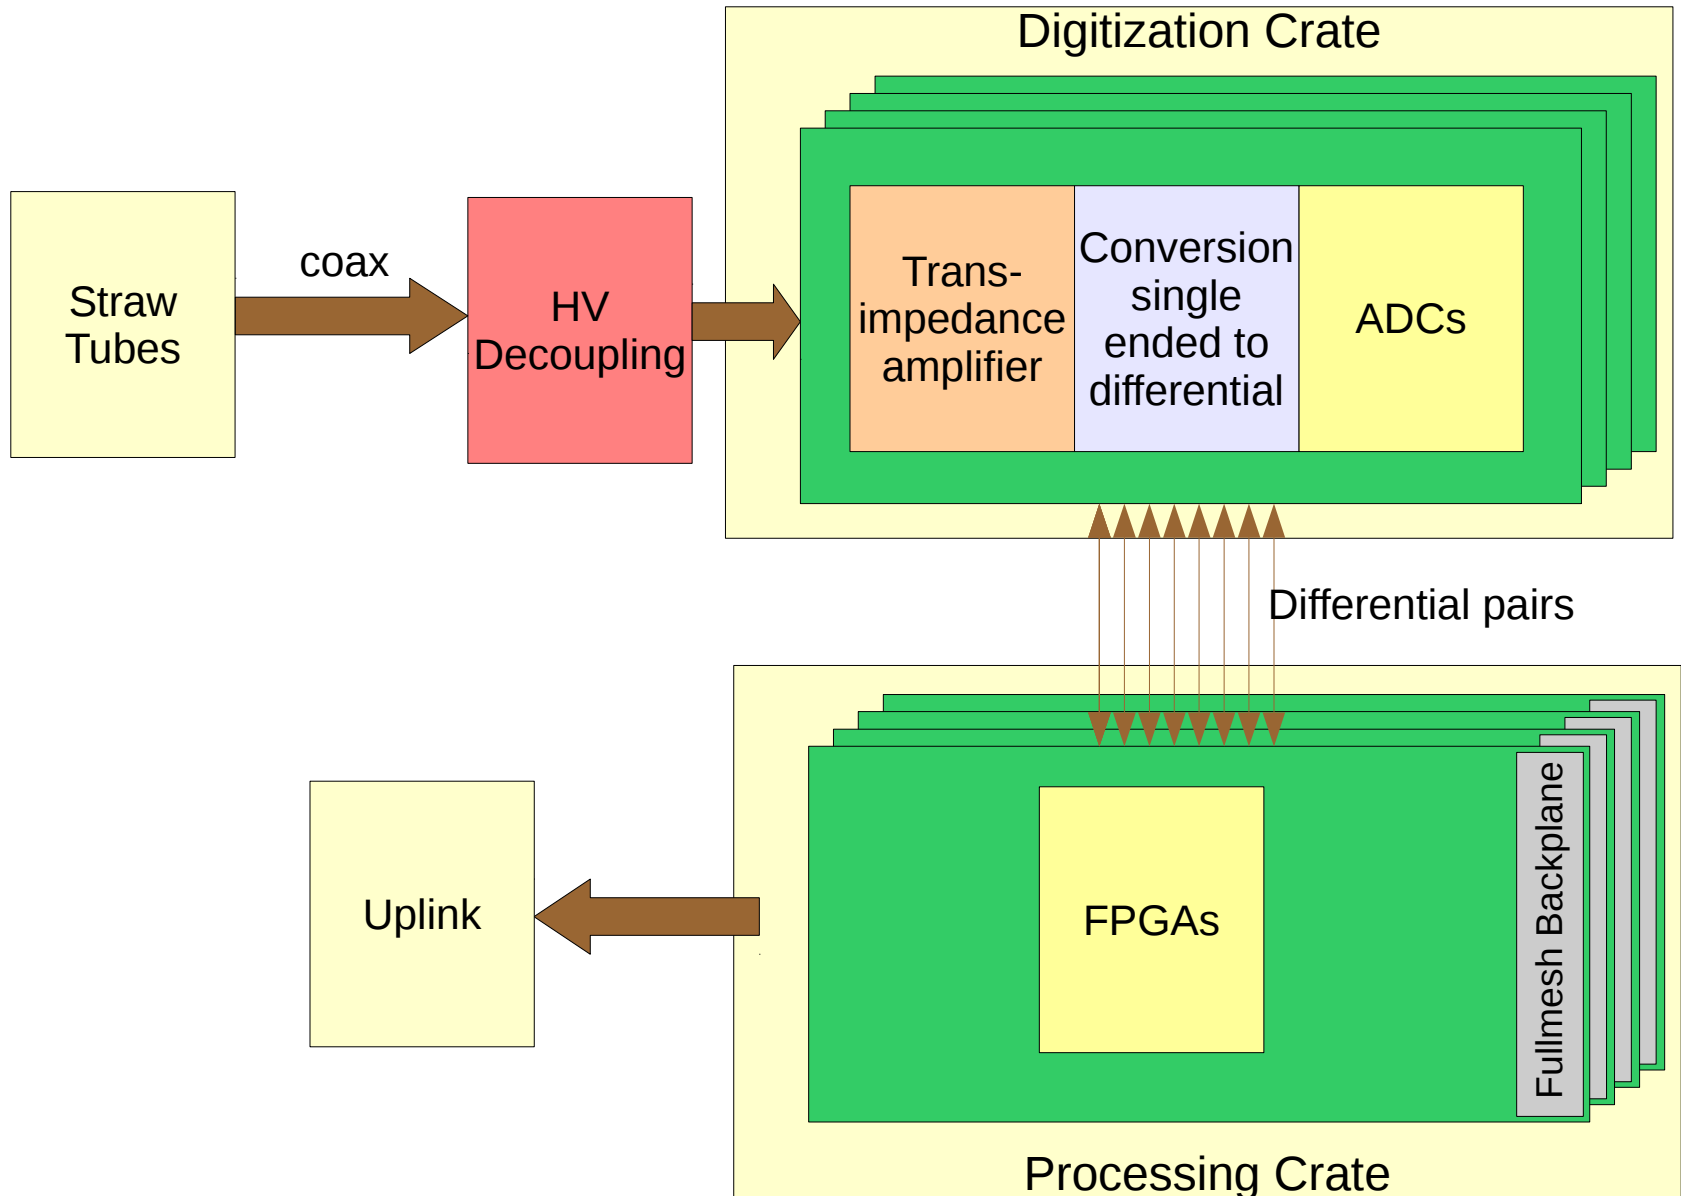 Digitization Crate
Straw
Tubes
coax
HV
Decoupling
Trans-
impedance
amplifier
Conversion
single
ended to
differential
ADCs
Differential pairs
Uplink
FPGAs
Fullmesh Backplane
Processing Crate